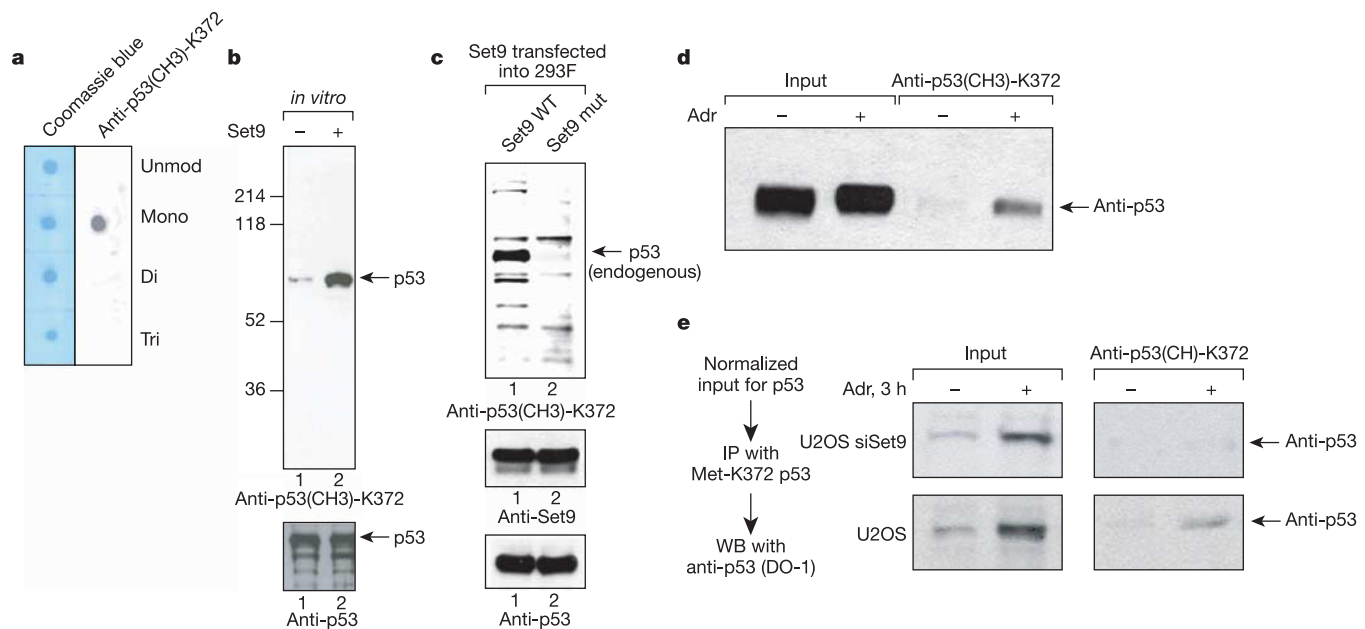 a
Coomassie blue
Anti-p53(CH3)-K372
Unmod
Mono
Di
Tri
b
in vitro
Set9 – +
214
118
52
36
p53
1 2
Anti-p53(CH3)-K372
p53
1 2
Anti-p53
c
Set9 transfected
into 293F
Set9 WT
Set9 mut
p53
(endogenous)
1 2
Anti-p53(CH3)-K372
1 2
Anti-Set9
1 2
Anti-p53
d
Input Anti-p53(CH3)-K372
Adr – + – +
Anti-p53
e
Normalized
input for p53
IP with
Met-K372 p53
WB with
anti-p53 (DO-1)
Input Anti-p53(CH)-K372
Adr, 3 h – + – +
U2OS siSet9
Anti-p53
U2OS
Anti-p53